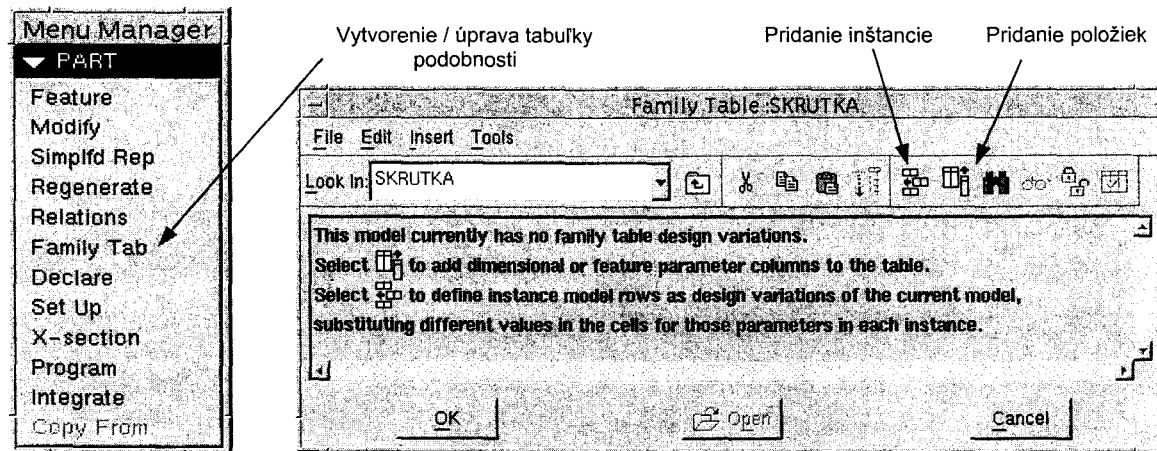 Menu Manager
PART
Feature
Modify
Simplfd Rep
Regenerate
Relations
Family Tab
Declare
Set Up
X-section
Program
Integrate
Copy From
Vytvorenie / úprava tabuľky
podobnosti
Pridanie inštancie
Pridanie položiek
Family Table :SKRUTKA
File Edit Insert Tools
Look In: SKRUTKA
This model currently has no family table design variations.
Select to add dimensional or feature parameter columns to the table.
Select to define instance model rows as design variations of the current model,
substituting different values in the cells for those parameters in each instance.
OK
Open
Cancel